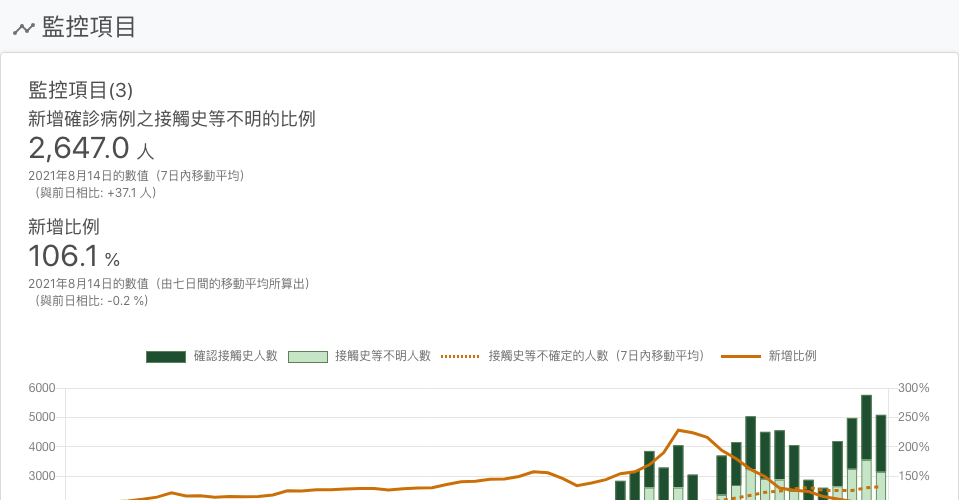 監控項目
監控項目(3)
新增確診病例之接觸史等不明的比例
2,647.0 人
2021年8月14日的數值（7日內移動平均）
（與前日相比: +37.1 人）
新增比例
106.1 %
2021年8月14日的數值（由七日間的移動平均所算出）
（與前日相比: -0.2 %）
確認接觸史人數 接觸史等不明人數 接觸史等不確定的人數（7日內移動平均） 新增比例
6000 300%
5000 250%
4000 200%
3000 150%